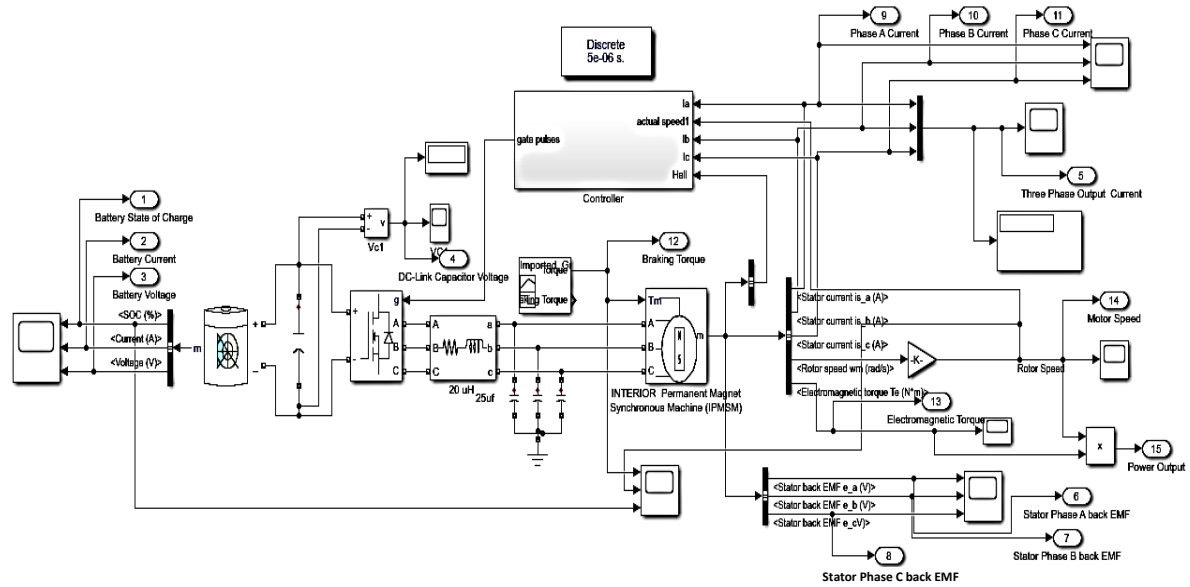 9
Phase A Current
10
Phase B Current
11
Phase C Current
Discrete
5e-06 s.
Ia
actual speed1
Ib
Ic
Hall
gate pulses
Controller
5
Three Phase Output Current
1
Battery State of Charge
2
Battery Current
3
Battery Voltage
<SOC (%)>
<Current (A)>
<Voltage (V)>
m
+
-
+
-
v
Vc1
4
DC-Link Capacitor Voltage
12
Braking Torque
Torque
g
+
-
A
B
C
A
B
C
a
b
c
20 uH
25uf
Tm
A
B
C
N
S
m
INTERIOR Permanent Magnet
Synchronous Machine (IPMSM)
<Stator current is_a (A)>
<Stator current is_b (A)>
<Stator current is_c (A)>
<Rotor speed wm (rad/s)>
<Electromagnetic torque Te (N*m)>
-K-
Rotor Speed
14
Motor Speed
13
Electromagnetic Torque
x
15
Power Output
<Stator back EMF e_a (V)>
<Stator back EMF e_b (V)>
<Stator back EMF e_cV)>
6
Stator Phase A back EMF
7
Stator Phase B back EMF
8
Stator Phase C back EMF